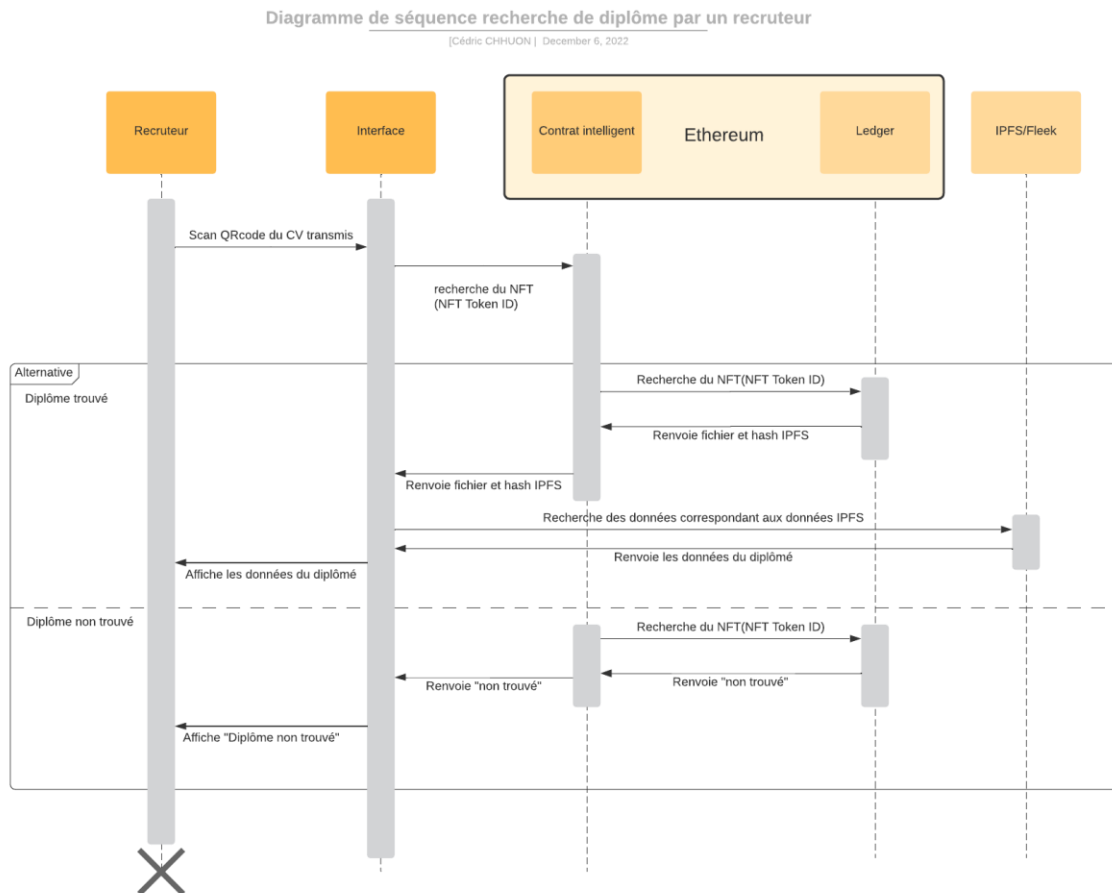 Diagramme de séquence recherche de diplôme par un recruteur
[Cédric CHHUON | December 6, 2022
Recruteur
Interface
Contrat intelligent
Ethereum
Ledger
IPFS/Fleek
Scan QRcode du CV transmis
recherche du NFT
(NFT Token ID)
Alternative
Diplôme trouvé
Recherche du NFT(NFT Token ID)
Renvoie fichier et hash IPFS
Renvoie fichier et hash IPFS
Recherche des données correspondant aux données IPFS
Renvoie les données du diplômé
Affiche les données du diplômé
Diplôme non trouvé
Recherche du NFT(NFT Token ID)
Renvoie "non trouvé"
Renvoie "non trouvé"
Affiche "Diplôme non trouvé"